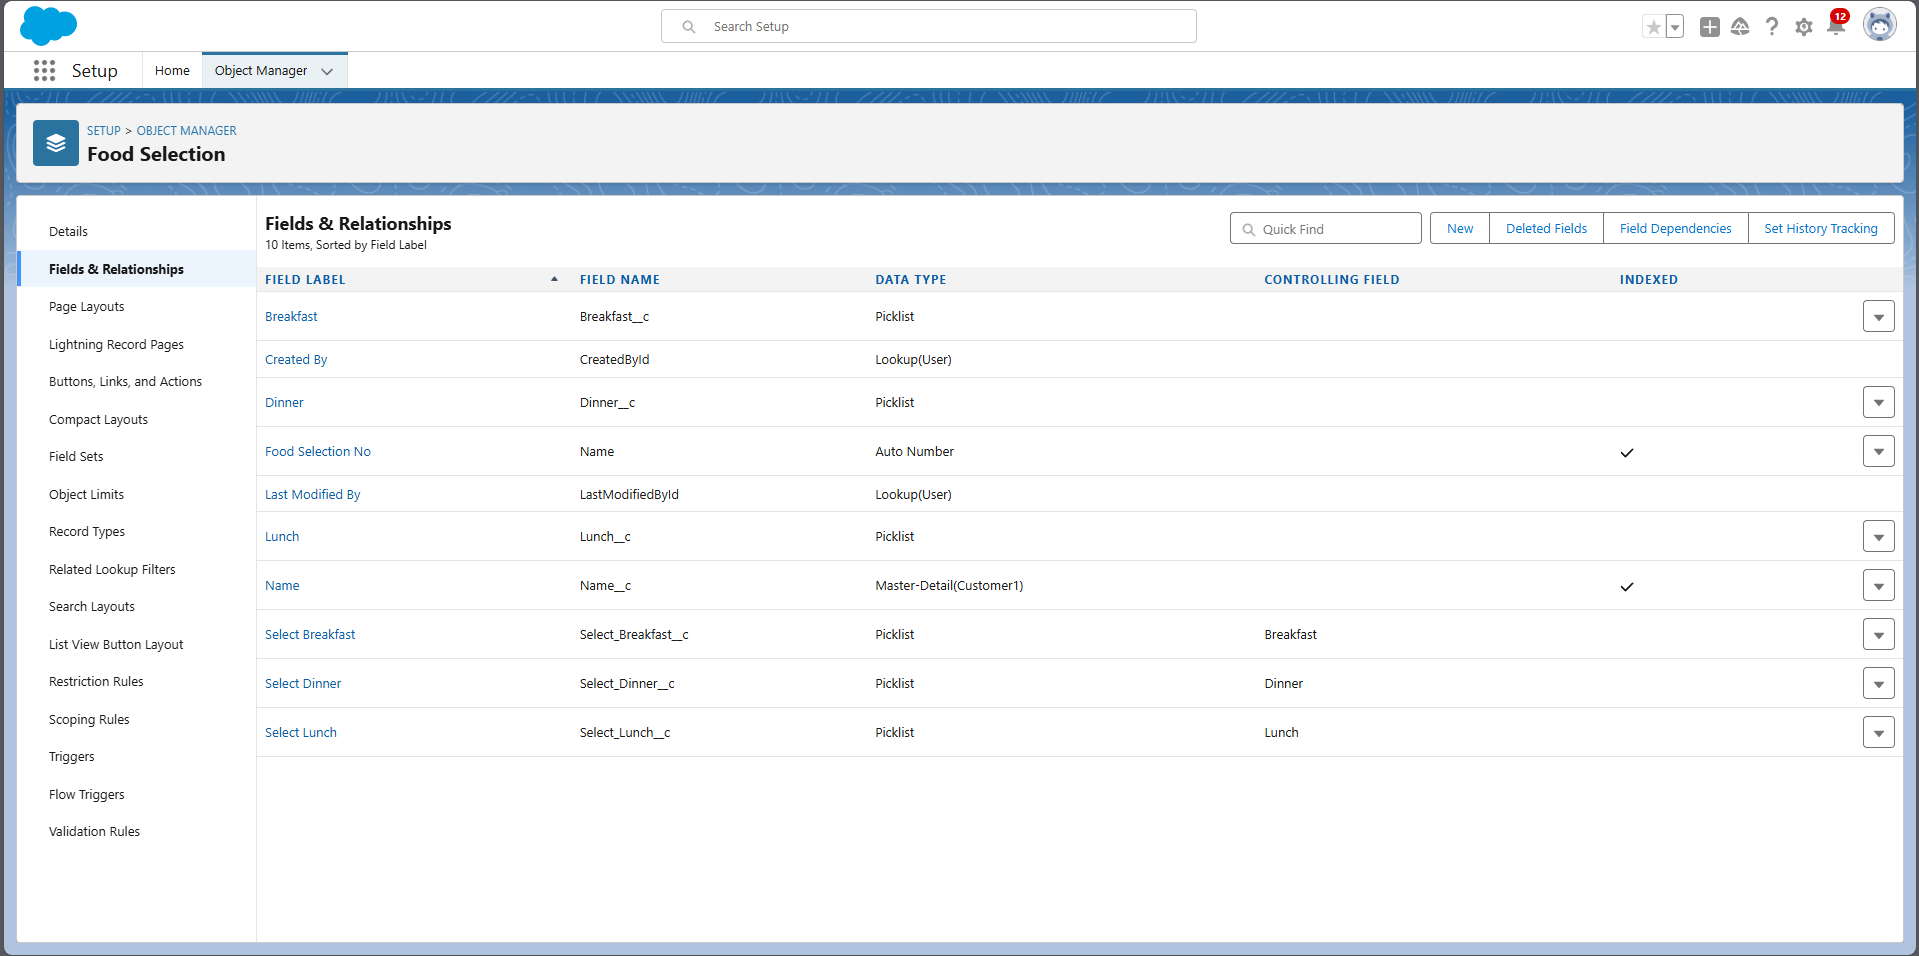 Search Setup
12
Setup
Home
Object Manager
SETUP > OBJECT MANAGER
Food Selection
Details
Fields & Relationships
Page Layouts
Lightning Record Pages
Buttons, Links, and Actions
Compact Layouts
Field Sets
Object Limits
Record Types
Related Lookup Filters
Search Layouts
List View Button Layout
Restriction Rules
Scoping Rules
Triggers
Flow Triggers
Validation Rules
Fields & Relationships
10 Items, Sorted by Field Label
Quick Find
New
Deleted Fields
Field Dependencies
Set History Tracking
FIELD LABEL FIELD NAME DATA TYPE CONTROLLING FIELD INDEXED
Breakfast Breakfast__c Picklist
Created By CreatedById Lookup(User)
Dinner Dinner__c Picklist
Food Selection No Name Auto Number
Last Modified By LastModifiedById Lookup(User)
Lunch Lunch__c Picklist
Name Name__c Master-Detail(Customer1)
Select Breakfast Select_Breakfast__c Picklist Breakfast
Select Dinner Select_Dinner__c Picklist Dinner
Select Lunch Select_Lunch__c Picklist Lunch